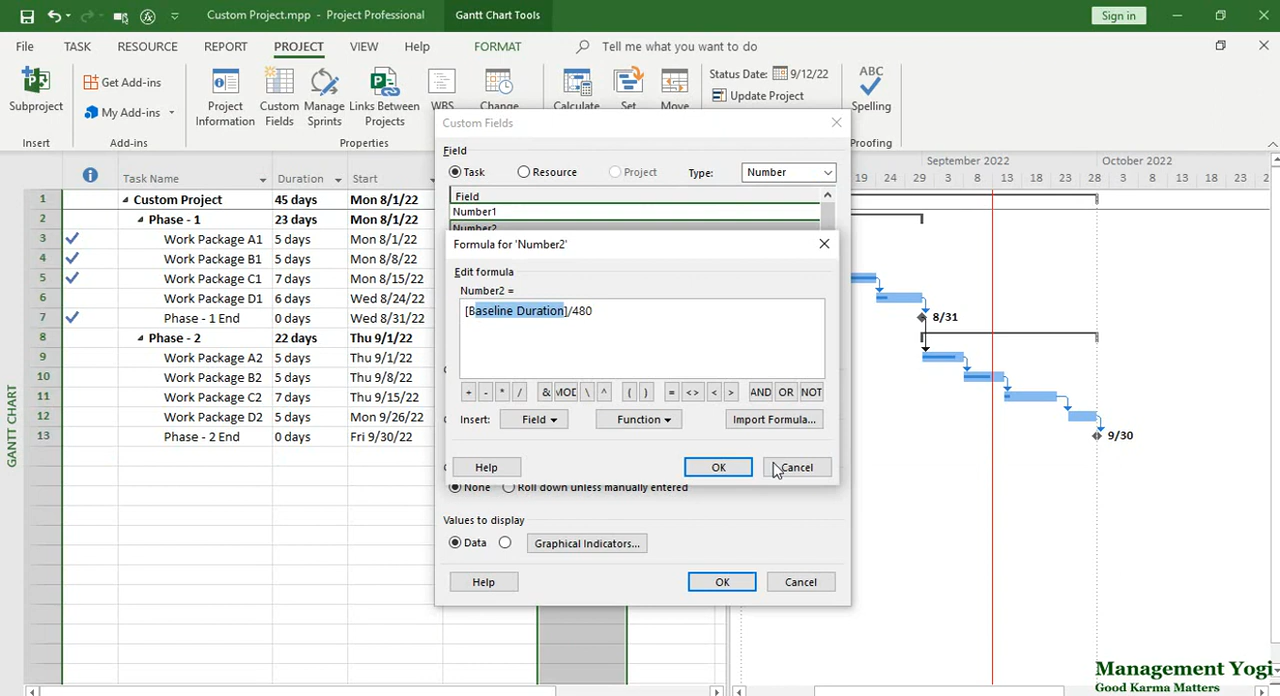 Custom Project.mpp - Project Professional
Gantt Chart Tools
Sign in
File TASK RESOURCE REPORT PROJECT VIEW Help FORMAT Tell me what you want to do
Subproject
Insert
Get Add-ins
My Add-ins
Add-ins
Project Information
Custom Fields
Manage Sprints
Links Between Projects
WBS
Change
Properties
Calculate
Set
Move
Status Date: 9/12/22
Update Project
ABC
Spelling
Proofing
Task Name Duration Start
1 Custom Project 45 days Mon 8/1/22
2 Phase - 1 23 days Mon 8/1/22
3 Work Package A1 5 days Mon 8/1/22
4 Work Package B1 5 days Mon 8/8/22
5 Work Package C1 7 days Mon 8/15/22
6 Work Package D1 6 days Wed 8/24/22
7 Phase - 1 End 0 days Wed 8/31/22
8 Phase - 2 22 days Thu 9/1/22
9 Work Package A2 5 days Thu 9/1/22
10 Work Package B2 5 days Thu 9/8/22
11 Work Package C2 7 days Thu 9/15/22
12 Work Package D2 5 days Mon 9/26/22
13 Phase - 2 End 0 days Fri 9/30/22
GANTT CHART
Custom Fields
Field
Task Resource Project Type: Number
Field
Number1
Number2
Formula for 'Number2'
Edit formula
Number2 =
[Baseline Duration]/480
+ - * / & MOD \ ^ ( ) = <> < > AND OR NOT
Insert: Field Function Import Formula...
Help OK Cancel
None Roll down unless manually entered
Values to display
Data Graphical Indicators...
Help OK Cancel
September 2022 October 2022
19 24 29 3 8 13 18 23 28 3 8 13 18 23 2
8/31
9/30
Management Yogi
Good Karma Matters